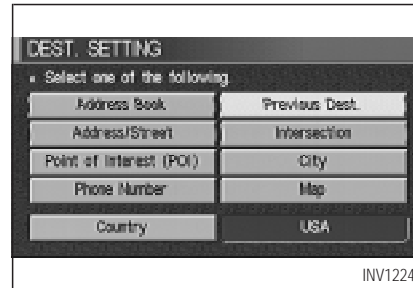 DEST. SETTING
Select one of the following.
Address Book Previous Dest.
Address/Street Intersection
Point of Interest (POI) City
Phone Number Map
Country USA
INV1224